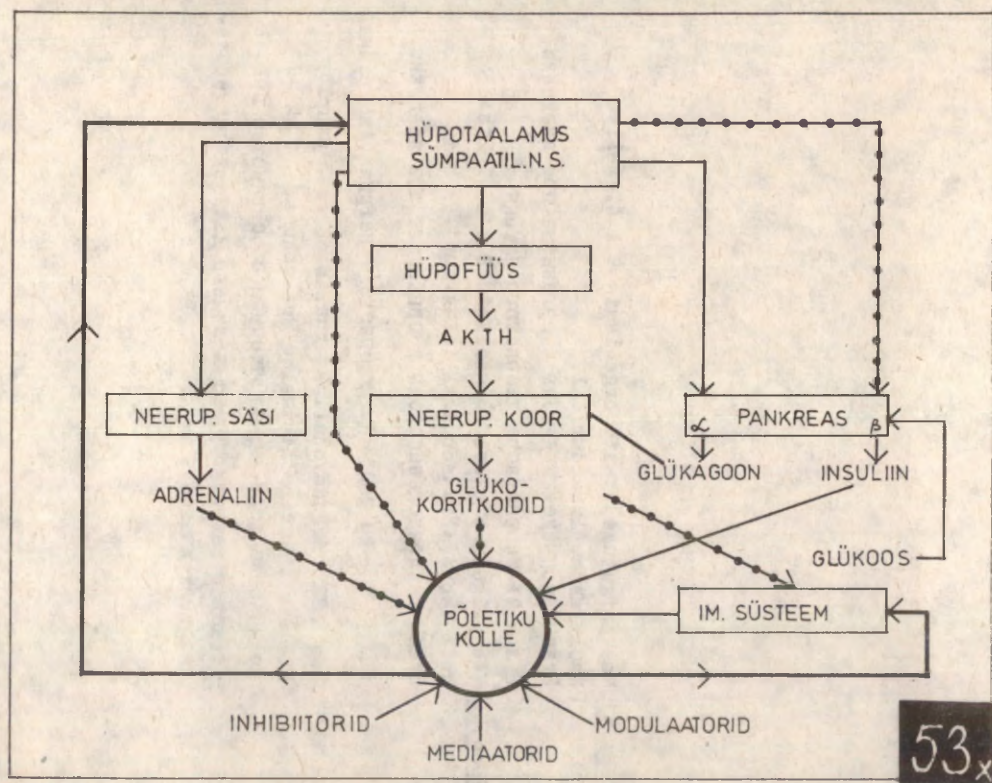 HÜPOTAALAMUS
SÜMPAATIL. N. S.
HÜPOFÜÜS
AKTH
NEERUP. SÄSI
NEERUP. KOOR
PANKREAS
α
β
ADRENALIIN
GLÜKO-
KORTIKOIDID
GLÜKAGOON
INSULIIN
GLÜKOOS
PÕLETIKU
KOLLE
IM. SÜSTEEM
INHIBIITORID
MEDIAATORID
MODULAATORID
53x